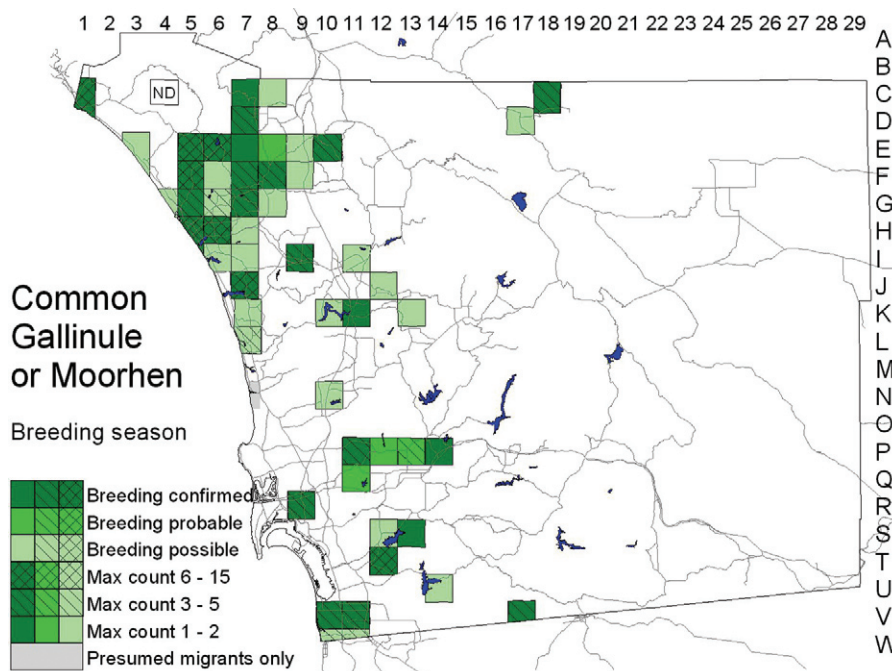 1 2 3 4 5 6 7 8 9 10 11 12 13 14 15 16 17 18 19 20 21 22 23 24 25 26 27 28 29
A
B
C
D
E
F
G
H
I
J
K
L
M
N
O
P
Q
R
S
T
U
V
W
ND
Common
Gallinule
or Moorhen
Breeding season
Breeding confirmed
Breeding probable
Breeding possible
Max count 6 - 15
Max count 3 - 5
Max count 1 - 2
Presumed migrants only